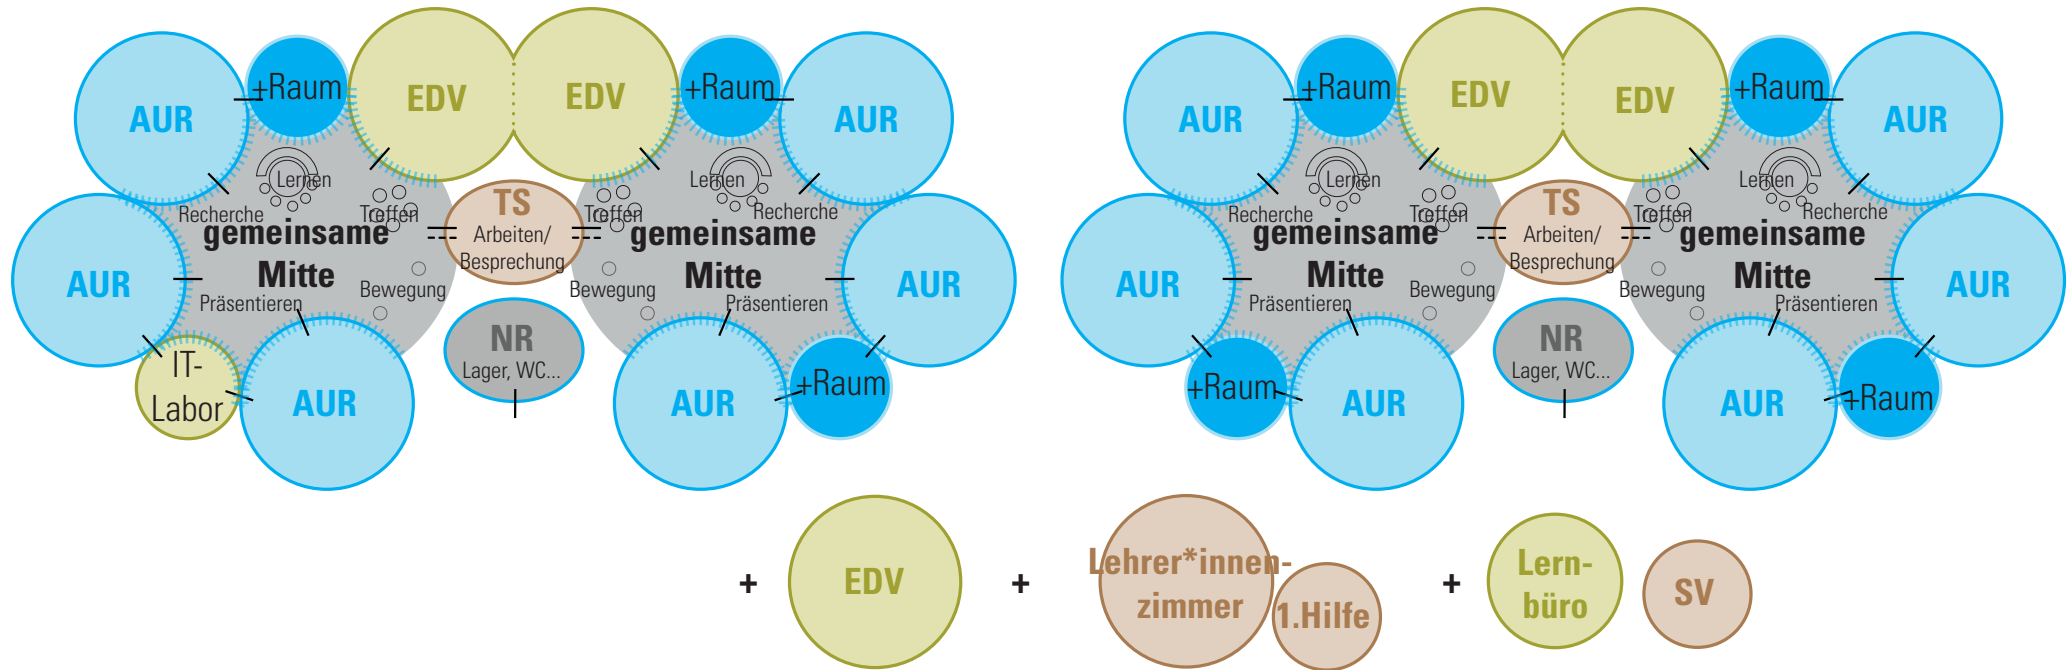 AUR
+Raum
EDV
EDV
+Raum
AUR
Lernen
Recherche
Treffen
gemeinsame
Mitte
Präsentieren
Bewegung
TS
Arbeiten/
Besprechung
Lernen
Treffen
Recherche
gemeinsame
Mitte
Bewegung
Präsentieren
AUR
AUR
IT-
Labor
AUR
NR
Lager, WC...
AUR
+Raum
AUR
+Raum
EDV
EDV
+Raum
AUR
Lernen
Recherche
Treffen
gemeinsame
Mitte
Präsentieren
Bewegung
TS
Arbeiten/
Besprechung
Lernen
Treffen
Recherche
gemeinsame
Mitte
Bewegung
Präsentieren
AUR
AUR
+Raum
AUR
NR
Lager, WC...
AUR
+Raum
+
EDV
+
Lehrer*innen-
zimmer
1.Hilfe
+
Lern-
büro
SV